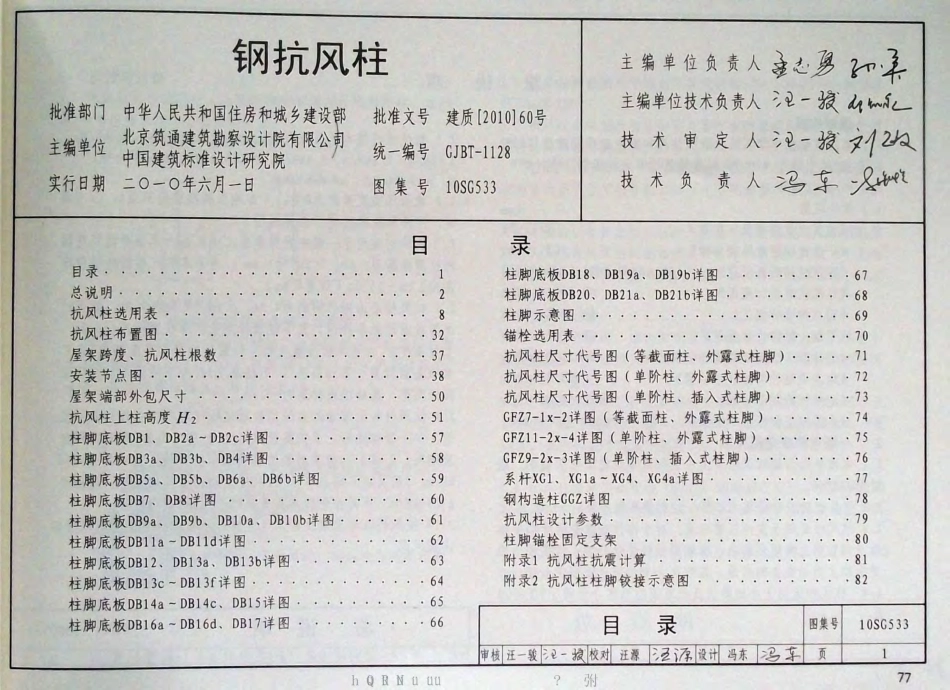 钢抗风柱
批准部门 中华人民共和国住房和城乡建设部 批准文号 建质[2010]60号
主编单位 北京筑通建筑勘察设计院有限公司
中国建筑标准设计研究院
统一编号 GJBT-1128
实行日期 二〇一〇年六月一日 图集号 10SG533
主编单位负责人
主编单位技术负责人 汪一骏
技术审定人 汪一骏
技术负责人 冯东
目 录
目录 1
总说明 2
抗风柱选用表 8
抗风柱布置图 32
屋架跨度、抗风柱根数 37
安装节点图 38
屋架端部外包尺寸 50
抗风柱上柱高度H2 51
柱脚底板DB1、DB2a~DB2c详图 57
柱脚底板DB3a、DB3b、DB4详图 58
柱脚底板DB5a、DB5b、DB6a、DB6b详图 59
柱脚底板DB7、DB8详图 60
柱脚底板DB9a、DB9b、DB10a、DB10b详图 61
柱脚底板DB11a~DB11d详图 62
柱脚底板DB12、DB13a、DB13b详图 63
柱脚底板DB13c~DB13f详图 64
柱脚底板DB14a~DB14c、DB15详图 65
柱脚底板DB16a~DB16d、DB17详图 66
柱脚底板DB18、DB19a、DB19b详图 67
柱脚底板DB20、DB21a、DB21b详图 68
柱脚示意图 69
锚栓选用表 70
抗风柱尺寸代号图(等截面柱、外露式柱脚) 71
抗风柱尺寸代号图(单阶柱、外露式柱脚) 72
抗风柱尺寸代号图(单阶柱、插入式柱脚) 73
GFZ7-1x-2详图(等截面柱、外露式柱脚) 74
GFZ11-2x-4详图(单阶柱、外露式柱脚) 75
GFZ9-2x-3详图(单阶柱、插入式柱脚) 76
系杆XG1、XG1a~XG4、XG4a详图 77
钢构造柱GGZ详图 78
抗风柱设计参数 79
柱脚锚栓固定支架 80
附录1 抗风柱抗震计算 81
附录2 抗风柱柱脚铰接示意图 82
目 录 图集号 10SG533
审核 汪一骏 汪一骏 校对 汪源 汪源 设计 冯东 冯东 页 1
77